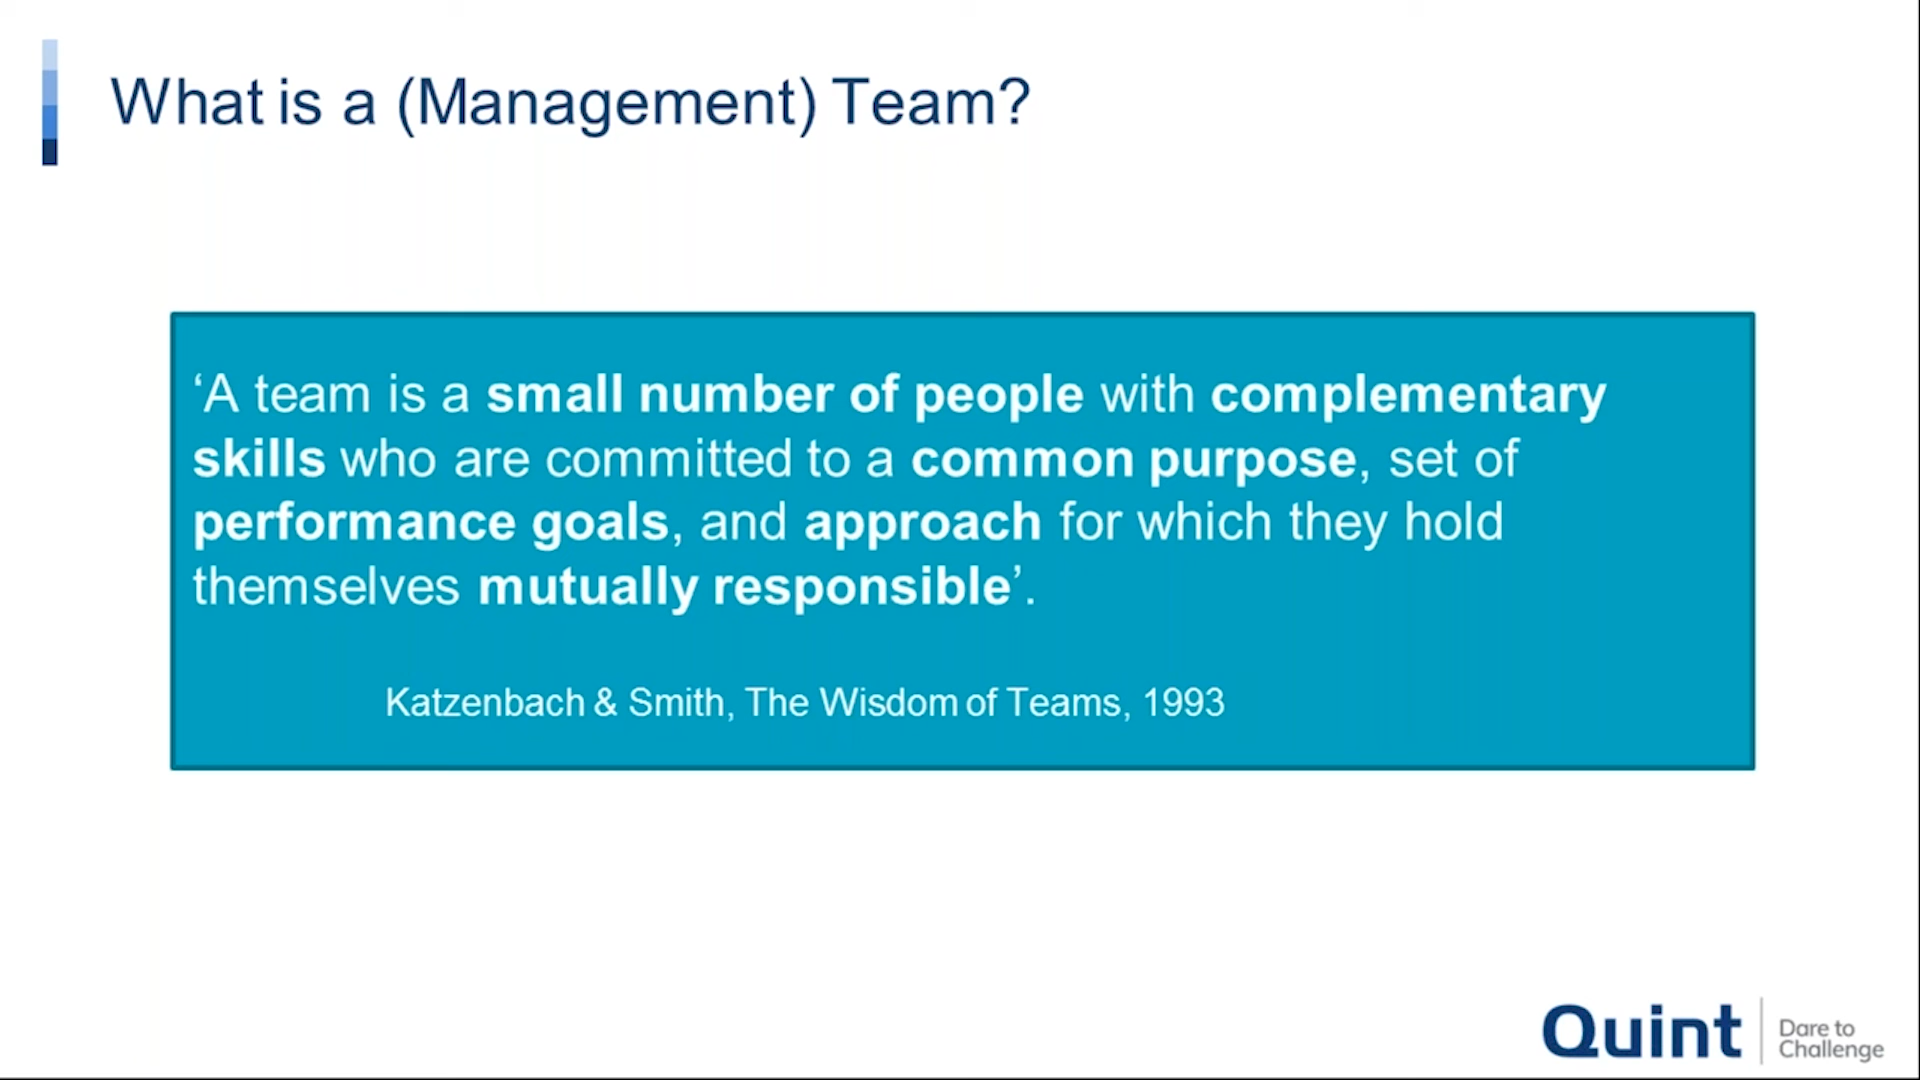 What is a (Management) Team?
‘A team is a small number of people with complementary
skills who are committed to a common purpose, set of
performance goals, and approach for which they hold
themselves mutually responsible’.
Katzenbach & Smith, The Wisdom of Teams, 1993
Quint
Dare to
Challenge